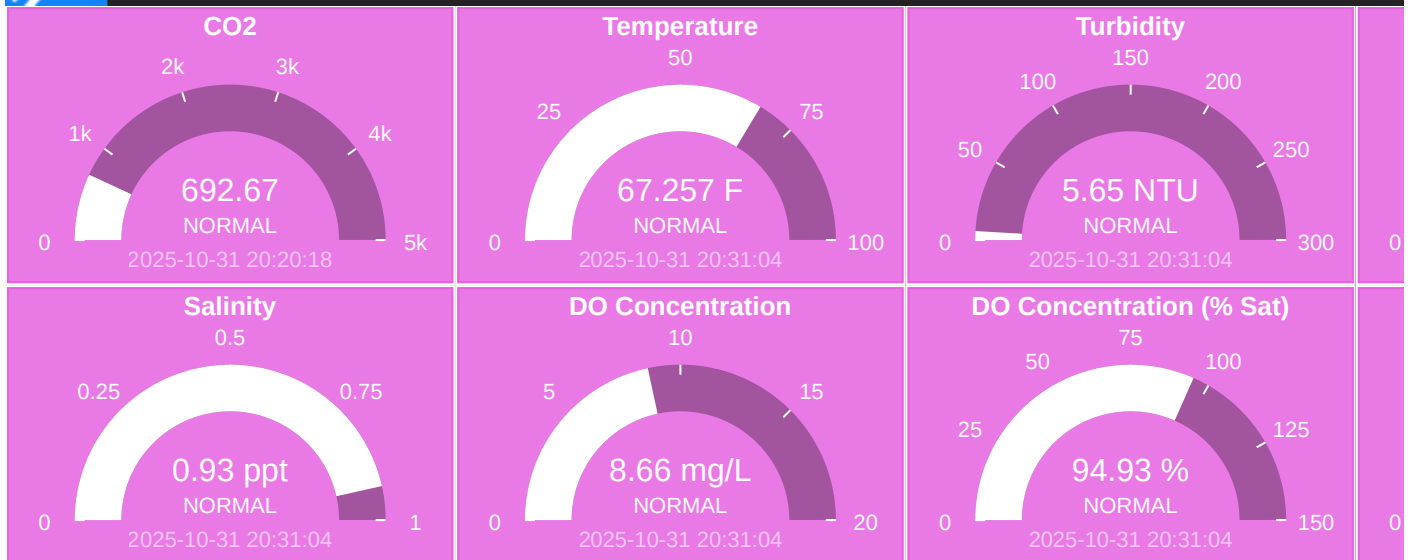 CO2
2k
3k
1k
4k
692.67
NORMAL
0
5k
2025-10-31 20:20:18
Temperature
50
25
75
67.257 F
NORMAL
0
100
2025-10-31 20:31:04
Turbidity
150
100
200
50
250
5.65 NTU
NORMAL
0
300
2025-10-31 20:31:04
0
Salinity
0.5
0.25
0.75
0.93 ppt
NORMAL
0
1
2025-10-31 20:31:04
DO Concentration
10
5
15
8.66 mg/L
NORMAL
0
20
2025-10-31 20:31:04
DO Concentration (% Sat)
75
50
100
25
125
94.93 %
NORMAL
0
150
2025-10-31 20:31:04
0